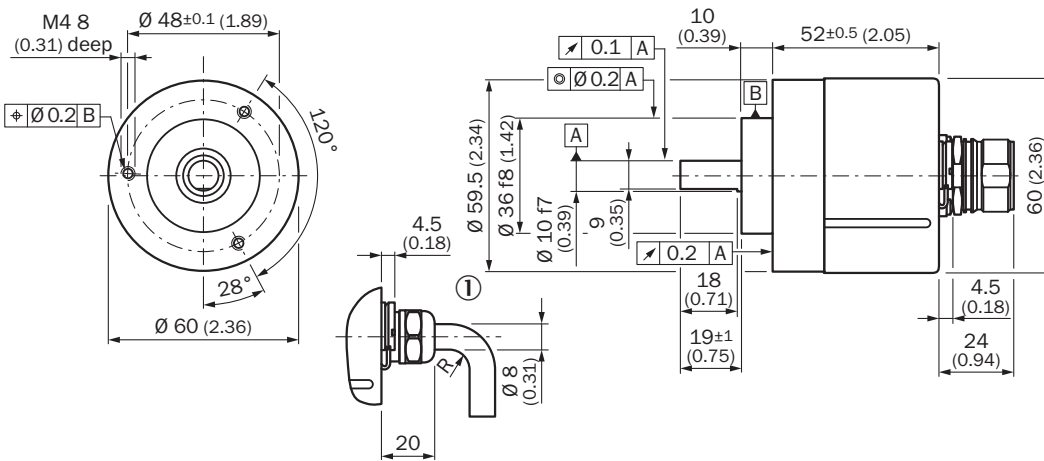 M4 8
(0.31) deep
Ø 48±0.1 (1.89)
⌖ Ø 0.2 B
120°
28°
Ø 60 (2.36)
4.5
(0.18)
①
R
Ø 8
(0.31)
20
10
(0.39)
52±0.5 (2.05)
↗ 0.1 A
◎ Ø 0.2 A
B
A
Ø 59.5 (2.34)
Ø 36 f8 (1.42)
Ø 10 f7
(0.39)
9
(0.35)
↗ 0.2 A
18
(0.71)
19±1
(0.75)
60 (2.36)
4.5
(0.18)
24
(0.94)